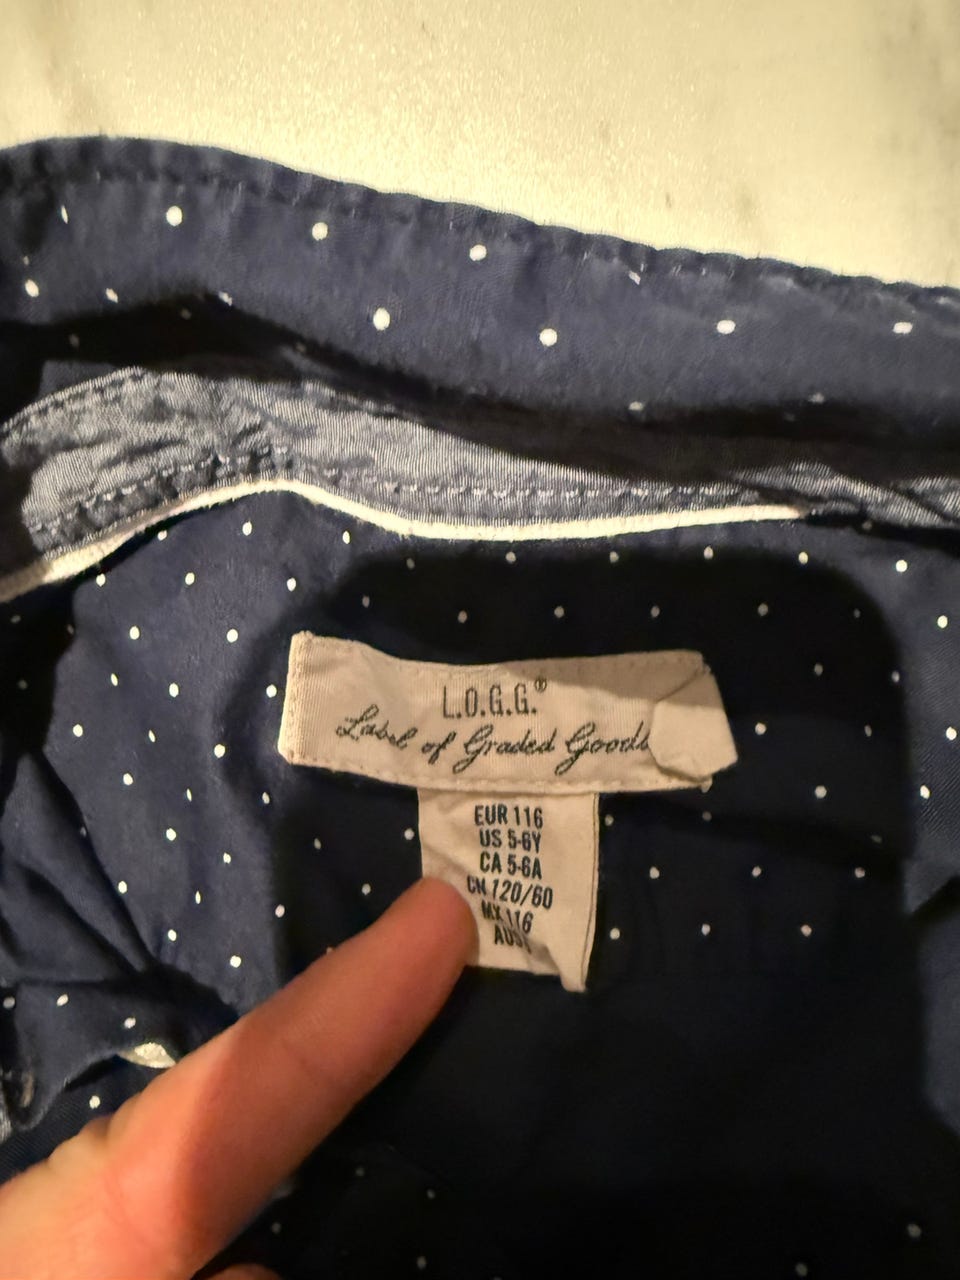 L.O.G.G.®
Label of Graded Goods
EUR 116
US 5-6Y
CA 5-6A
CN 120/60
MX 116